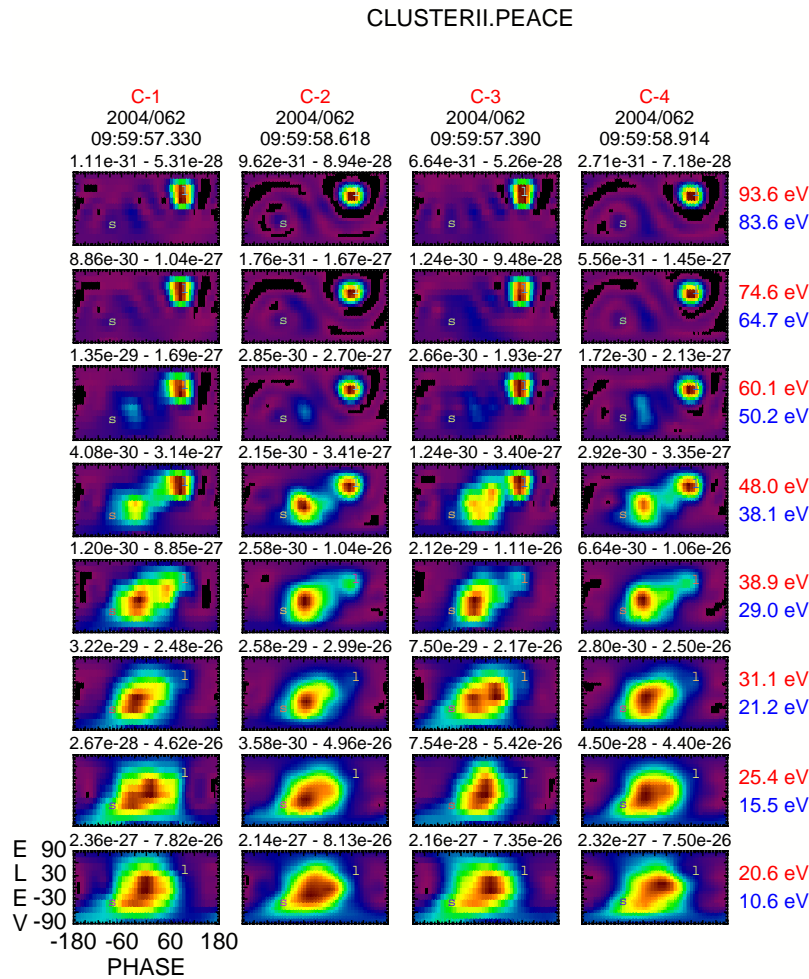 CLUSTERII.PEACE
C-1 C-2 C-3 C-4
2004/062 2004/062 2004/062 2004/062
09:59:57.330 09:59:58.618 09:59:57.390 09:59:58.914
1.11e-31 - 5.31e-28 9.62e-31 - 8.94e-28 6.64e-31 - 5.26e-28 2.71e-31 - 7.18e-28
93.6 eV
s s l s s
83.6 eV
8.86e-30 - 1.04e-27 1.76e-31 - 1.67e-27 1.24e-30 - 9.48e-28 5.56e-31 - 1.45e-27
74.6 eV
s s s s
64.7 eV
1.35e-29 - 1.69e-27 2.85e-30 - 2.70e-27 2.66e-30 - 1.93e-27 1.72e-30 - 2.13e-27
60.1 eV
s s s s
50.2 eV
4.08e-30 - 3.14e-27 2.15e-30 - 3.41e-27 1.24e-30 - 3.40e-27 2.92e-30 - 3.35e-27
48.0 eV
s s s s
38.1 eV
1.20e-30 - 8.85e-27 2.58e-30 - 1.04e-26 2.12e-29 - 1.11e-26 6.64e-30 - 1.06e-26
l l l l
38.9 eV
s s s s
29.0 eV
3.22e-29 - 2.48e-26 2.58e-29 - 2.99e-26 7.50e-29 - 2.17e-26 2.80e-30 - 2.50e-26
l l l l
31.1 eV
21.2 eV
2.67e-28 - 4.62e-26 3.58e-30 - 4.96e-26 7.54e-28 - 5.42e-26 4.50e-28 - 4.40e-26
l l l l
25.4 eV
s s s s
15.5 eV
2.36e-27 - 7.82e-26 2.14e-27 - 8.13e-26 2.16e-27 - 7.35e-26 2.32e-27 - 7.50e-26
E 90
L 30 l l l l 20.6 eV
E -30 s s s s 10.6 eV
V -90
-180 -60 60 180
PHASE